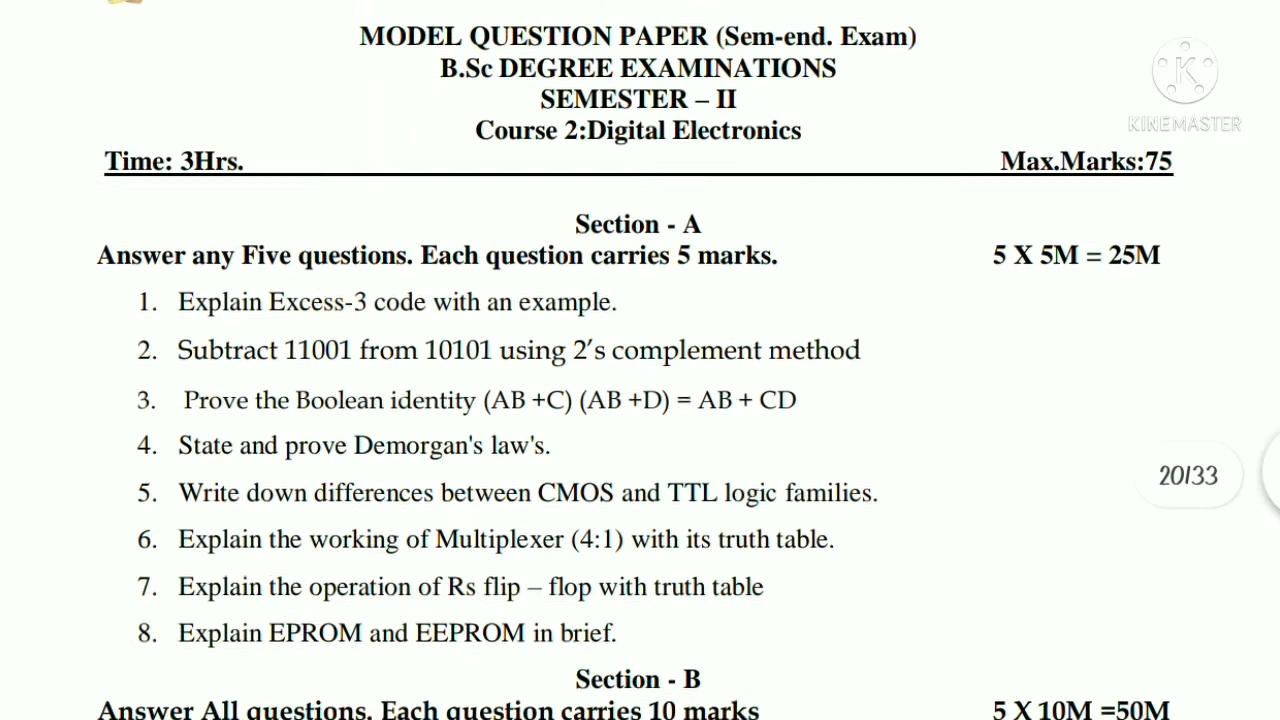 MODEL QUESTION PAPER (Sem-end. Exam)
B.Sc DEGREE EXAMINATIONS
SEMESTER – II
Course 2:Digital Electronics
Time: 3Hrs. Max.Marks:75
KINEMASTER
Section - A
Answer any Five questions. Each question carries 5 marks. 5 X 5M = 25M
1. Explain Excess-3 code with an example.
2. Subtract 11001 from 10101 using 2’s complement method
3. Prove the Boolean identity (AB +C) (AB +D) = AB + CD
4. State and prove Demorgan's law's.
5. Write down differences between CMOS and TTL logic families.
20/33
6. Explain the working of Multiplexer (4:1) with its truth table.
7. Explain the operation of Rs flip – flop with truth table
8. Explain EPROM and EEPROM in brief.
Section - B
Answer All questions. Each question carries 10 marks 5 X 10M =50M